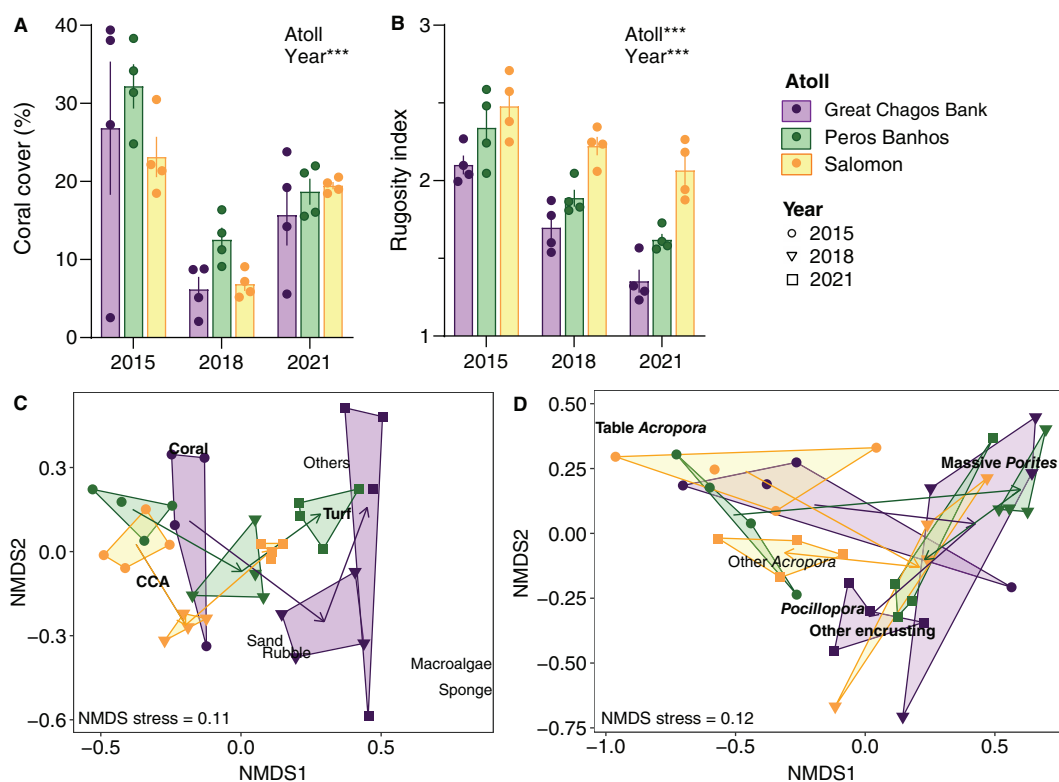 A
Atoll
Year***
Coral cover (%)
40
30
20
10
0
2015
2018
2021
B
Atoll***
Year***
Rugosity index
3
2
1
2015
2018
2021
Atoll
Great Chagos Bank
Peros Banhos
Salomon
Year
2015
2018
2021
C
NMDS2
0.3
0.0
−0.3
−0.6
Coral
Others
Turf
CCA
Sand
Rubble
Macroalgae
Sponge
NMDS stress = 0.11
−0.5
0.0
0.5
NMDS1
D
NMDS2
0.50
0.25
0.00
−0.25
−0.50
−0.75
Table Acropora
Massive Porites
Other Acropora
Pocillopora
Other encrusting
NMDS stress = 0.12
−1.0
−0.5
0.0
0.5
NMDS1